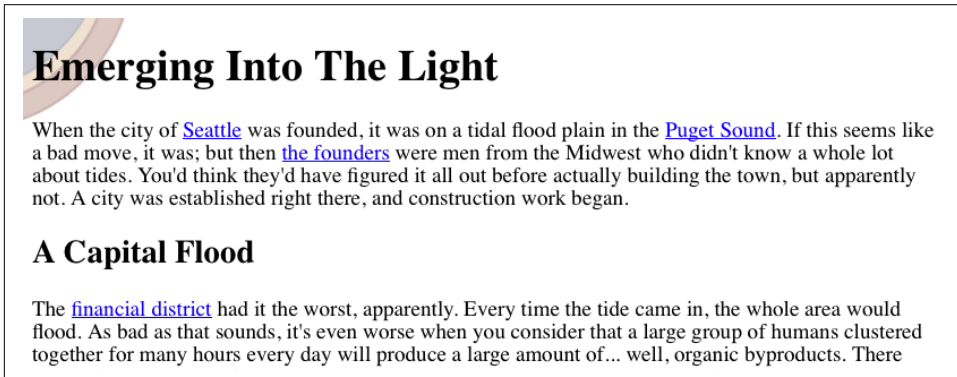 Emerging Into The Light
When the city of Seattle was founded, it was on a tidal flood plain in the Puget Sound. If this seems like
a bad move, it was; but then the founders were men from the Midwest who didn't know a whole lot
about tides. You'd think they'd have figured it all out before actually building the town, but apparently
not. A city was established right there, and construction work began.
A Capital Flood
The financial district had it the worst, apparently. Every time the tide came in, the whole area would
flood. As bad as that sounds, it's even worse when you consider that a large group of humans clustered
together for many hours every day will produce a large amount of... well, organic byproducts. There